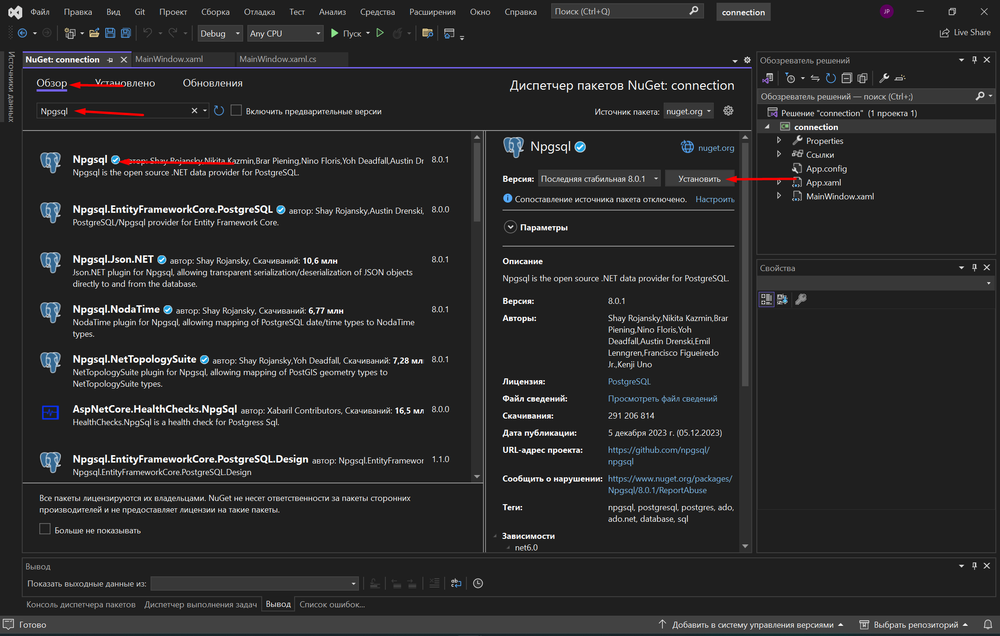 Файл Правка Вид Git Проект Сборка Отладка Тест Анализ Средства Расширения Окно Справка Поиск (Ctrl+Q) connection JP
Debug Any CPU Пуск Live Share
Источники данных
NuGet: connection MainWindow.xaml MainWindow.xaml.cs
Обзор Установлено Обновления
Диспетчер пакетов NuGet: connection
Npgsql Включить предварительные версии
Источник пакета: nuget.org
Npgsql автор: Shay Rojansky,Nikita Kazmin,Brar Piening,Nino Floris,Yoh Deadfall,Austin Dr 8.0.1
Npgsql is the open source .NET data provider for PostgreSQL.
Npgsql.EntityFrameworkCore.PostgreSQL автор: Shay Rojansky,Austin Drenski, 8.0.0
PostgreSQL/Npgsql provider for Entity Framework Core.
Npgsql.Json.NET автор: Shay Rojansky, Скачиваний: 10,6 млн 8.0.1
Json.NET plugin for Npgsql, allowing transparent serialization/deserialization of JSON objects
directly to and from the database.
Npgsql.NodaTime автор: Shay Rojansky, Скачиваний: 6,77 млн 8.0.1
NodaTime plugin for Npgsql, allowing mapping of PostgreSQL date/time types to NodaTime
types.
Npgsql.NetTopologySuite автор: Shay Rojansky,Yoh Deadfall, Скачиваний: 7,28 мл 8.0.1
NetTopologySuite plugin for Npgsql, allowing mapping of PostGIS geometry types to
NetTopologySuite types.
AspNetCore.HealthChecks.NpgSql автор: Xabaril Contributors, Скачиваний: 16,5 мл 8.0.0
HealthChecks.NpgSql is a health check for Postgress Sql.
Npgsql.EntityFrameworkCore.PostgreSQL.Design автор: Npgsql.EntityFramewor 1.1.0
Npgsql.EntityFrameworkCore.PostgreSQL.Design
Все пакеты лицензируются их владельцами. NuGet не несет ответственности за пакеты сторонних
производителей и не предоставляет лицензии на такие пакеты.
Больше не показывать
Npgsql nuget.org
Версия: Последняя стабильная 8.0.1 Установить
Сопоставление источника пакета отключено. Настроить
Параметры
Описание
Npgsql is the open source .NET data provider for PostgreSQL.
Версия: 8.0.1
Авторы: Shay Rojansky,Nikita Kazmin,Brar
Piening,Nino Floris,Yoh
Deadfall,Austin Drenski,Emil
Lenngren,Francisco Figueiredo
Jr.,Kenji Uno
Лицензия: PostgreSQL
Файл сведений: Просмотреть файл сведений
Скачивания: 291 206 814
Дата публикации: 5 декабря 2023 г. (05.12.2023)
URL-адрес проекта: https://github.com/npgsql/
npgsql
Сообщить о нарушении: https://www.nuget.org/packages/
Npgsql/8.0.1/ReportAbuse
Теги: npgsql, postgresql, postgres, ado,
ado.net, database, sql
Зависимости
net6.0
Обозреватель решений
Обозреватель решений — поиск (Ctrl+;)
Решение "connection" (1 проекта 1)
connection
Properties
Ссылки
App.config
App.xaml
MainWindow.xaml
Свойства
Вывод
Показать выходные данные из:
Консоль диспетчера пакетов Диспетчер выполнения задач Вывод Список ошибок...
Готово Добавить в систему управления версиями Выбрать репозиторий